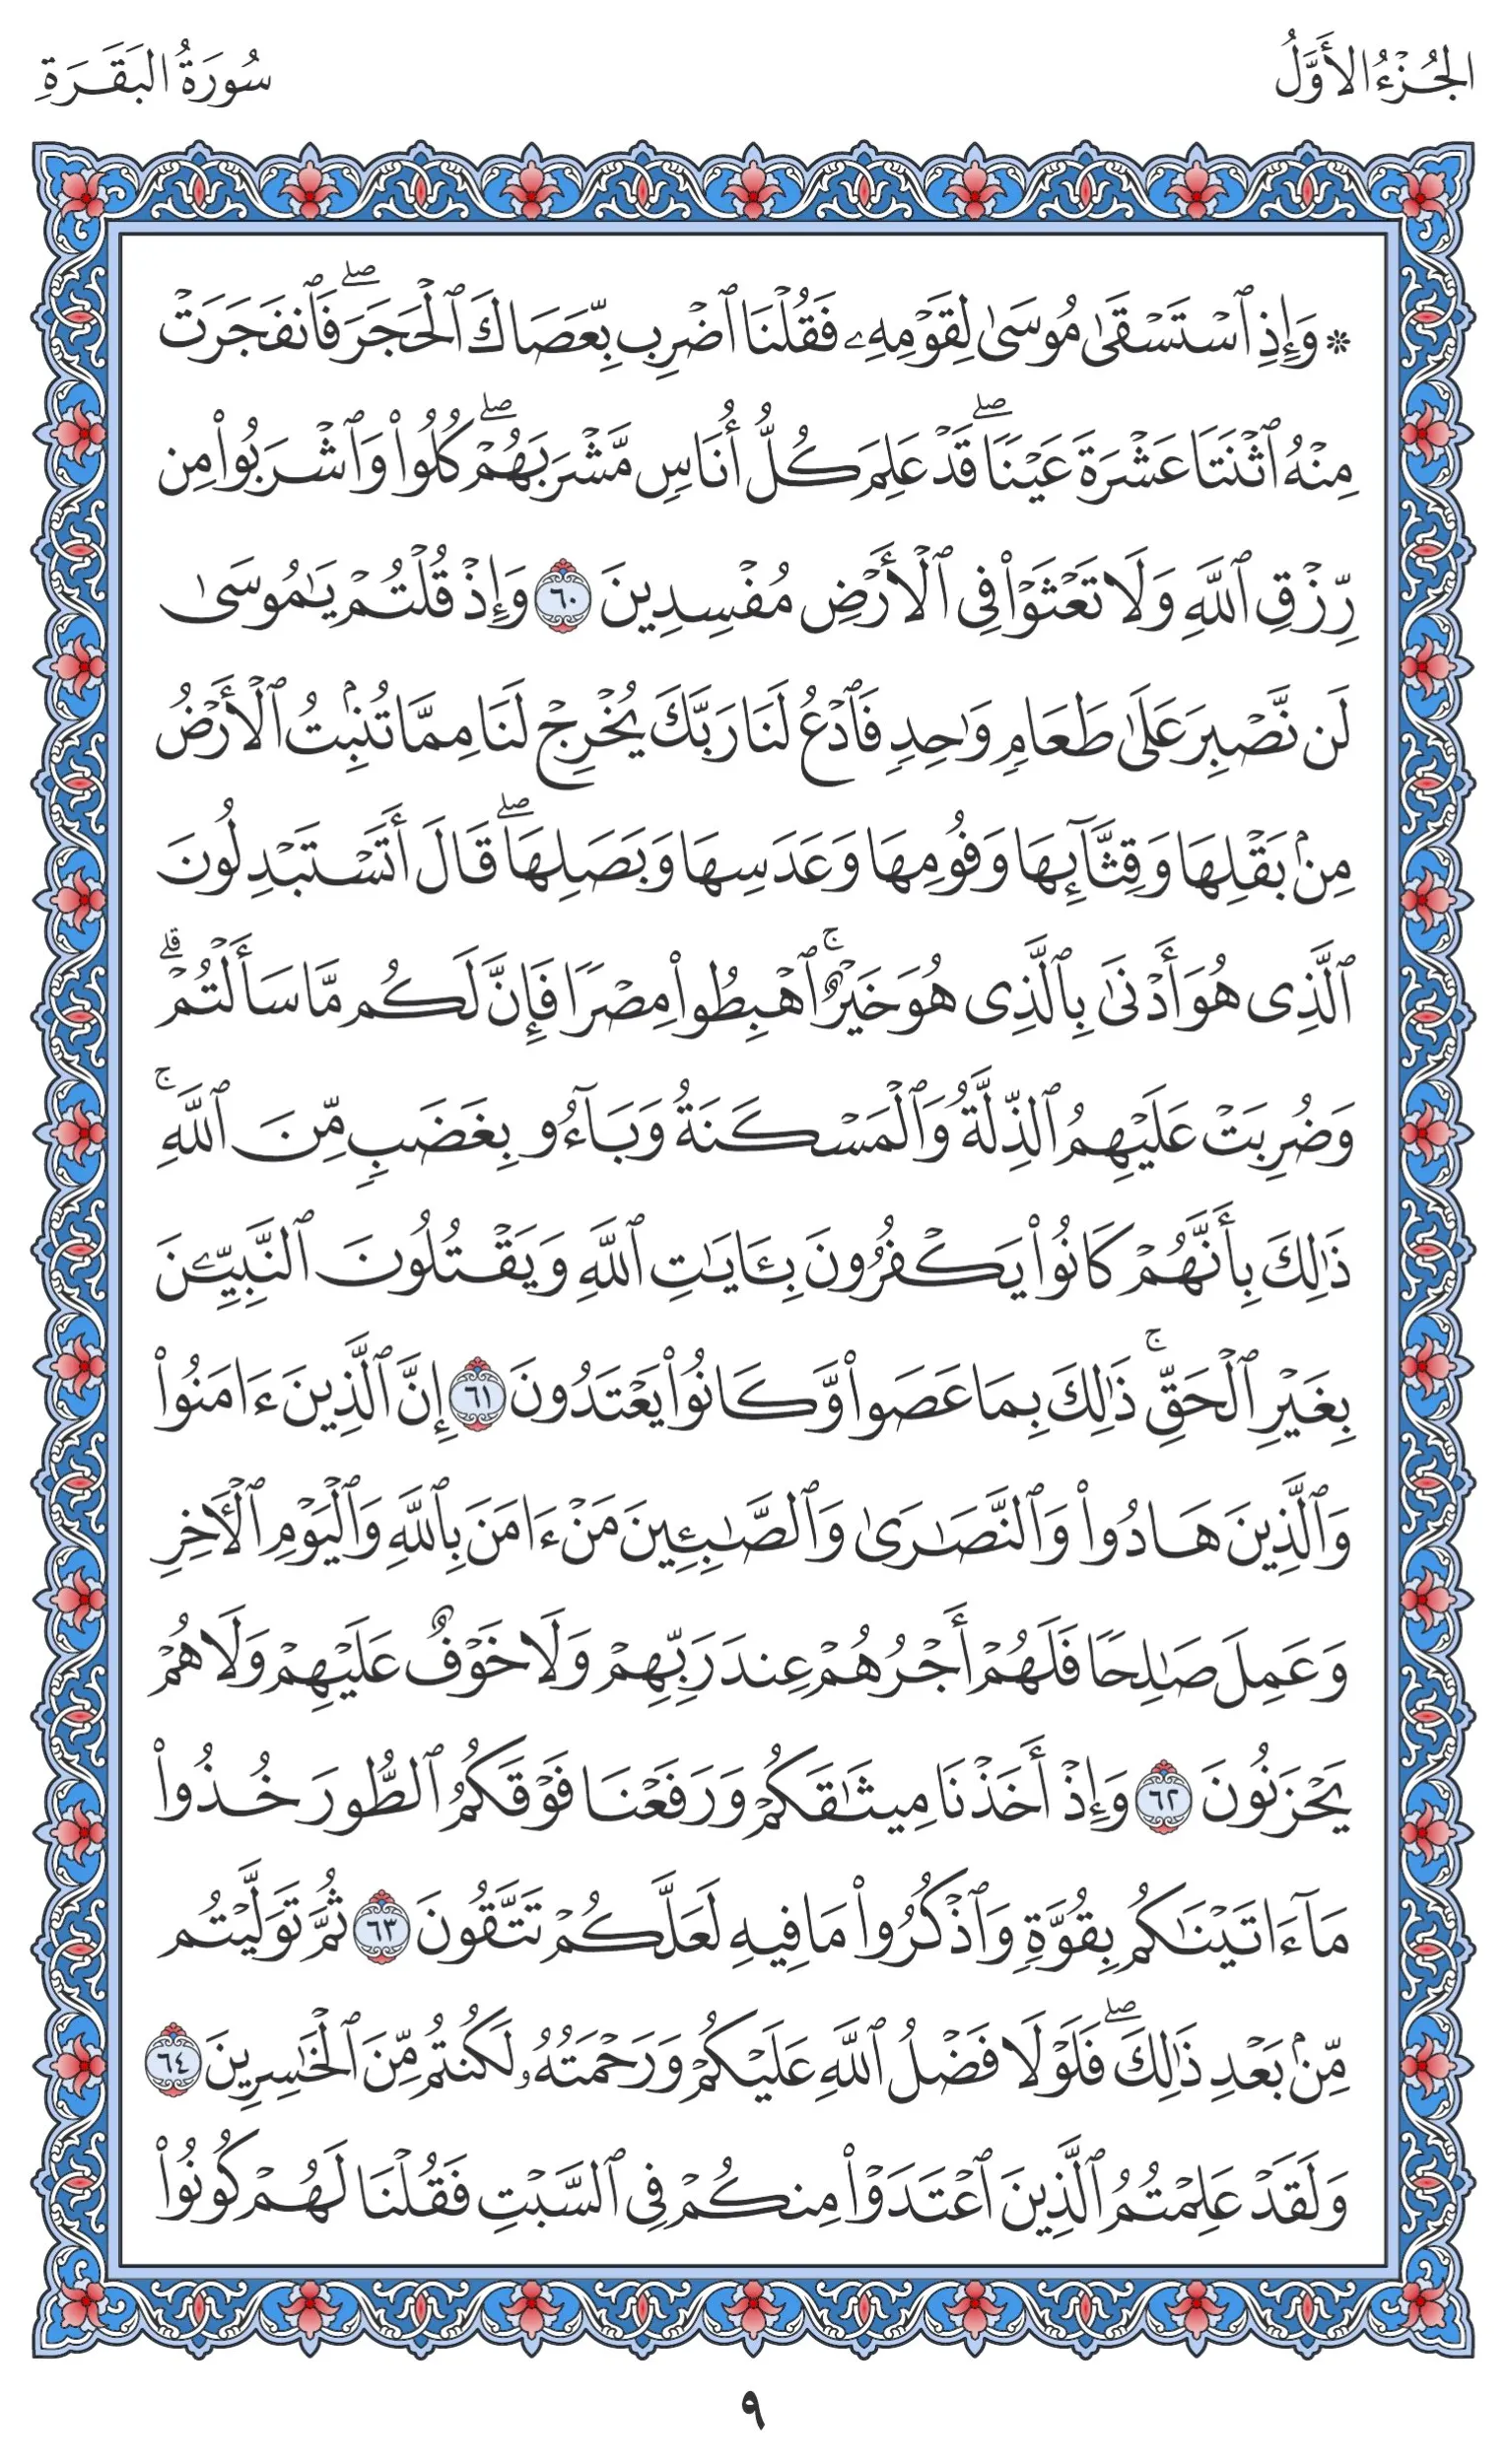 الجُزْءُ الأَوَّلُ
سُورَةُ البَقَرَةِ
۞ وَإِذِ ٱسْتَسْقَىٰ مُوسَىٰ لِقَوْمِهِۦ فَقُلْنَا ٱضْرِب بِّعَصَاكَ ٱلْحَجَرَۖ فَٱنفَجَرَتْ
مِنْهُ ٱثْنَتَا عَشْرَةَ عَيْنٗاۖ قَدْ عَلِمَ كُلُّ أُنَاسٖ مَّشْرَبَهُمْۖ كُلُوا۟ وَٱشْرَبُوا۟ مِن
رِّزْقِ ٱللَّهِ وَلَا تَعْثَوْا۟ فِى ٱلْأَرْضِ مُفْسِدِينَ ٦٠ وَإِذْ قُلْتُمْ يَـٰمُوسَىٰ
لَن نَّصْبِرَ عَلَىٰ طَعَامٖ وَٰحِدٖ فَٱدْعُ لَنَا رَبَّكَ يُخْرِجْ لَنَا مِمَّا تُنۢبِتُ ٱلْأَرْضُ
مِنۢ بَقْلِهَا وَقِثَّآئِهَا وَفُومِهَا وَعَدَسِهَا وَبَصَلِهَاۖ قَالَ أَتَسْتَبْدِلُونَ
ٱلَّذِى هُوَ أَدْنَىٰ بِٱلَّذِى هُوَ خَيْرٌۚ ٱهْبِطُوا۟ مِصْرٗا فَإِنَّ لَكُم مَّا سَأَلْتُمْۗ
وَضُرِبَتْ عَلَيْهِمُ ٱلذِّلَّةُ وَٱلْمَسْكَنَةُ وَبَآءُو بِغَضَبٖ مِّنَ ٱللَّهِۚ
ذَٰلِكَ بِأَنَّهُمْ كَانُوا۟ يَكْفُرُونَ بِـَٔايَـٰتِ ٱللَّهِ وَيَقْتُلُونَ ٱلنَّبِيِّـۧنَ
بِغَيْرِ ٱلْحَقِّۚ ذَٰلِكَ بِمَا عَصَوا۟ وَّكَانُوا۟ يَعْتَدُونَ ٦١ إِنَّ ٱلَّذِينَ ءَامَنُوا۟
وَٱلَّذِينَ هَادُوا۟ وَٱلنَّصَـٰرَىٰ وَٱلصَّـٰبِـِٔينَ مَنْ ءَامَنَ بِٱللَّهِ وَٱلْيَوْمِ ٱلْـَٔاخِرِ
وَعَمِلَ صَـٰلِحٗا فَلَهُمْ أَجْرُهُمْ عِندَ رَبِّهِمْ وَلَا خَوْفٌ عَلَيْهِمْ وَلَا هُمْ
يَحْزَنُونَ ٦٢ وَإِذْ أَخَذْنَا مِيثَـٰقَكُمْ وَرَفَعْنَا فَوْقَكُمُ ٱلطُّورَ خُذُوا۟
مَآ ءَاتَيْنَـٰكُم بِقُوَّةٖ وَٱذْكُرُوا۟ مَا فِيهِ لَعَلَّكُمْ تَتَّقُونَ ٦٣ ثُمَّ تَوَلَّيْتُم
مِّنۢ بَعْدِ ذَٰلِكَۖ فَلَوْلَا فَضْلُ ٱللَّهِ عَلَيْكُمْ وَرَحْمَتُهُۥ لَكُنتُم مِّنَ ٱلْخَـٰسِرِينَ ٦٤
وَلَقَدْ عَلِمْتُمُ ٱلَّذِينَ ٱعْتَدَوْا۟ مِنكُمْ فِى ٱلسَّبْتِ فَقُلْنَا لَهُمْ كُونُوا۟
٩